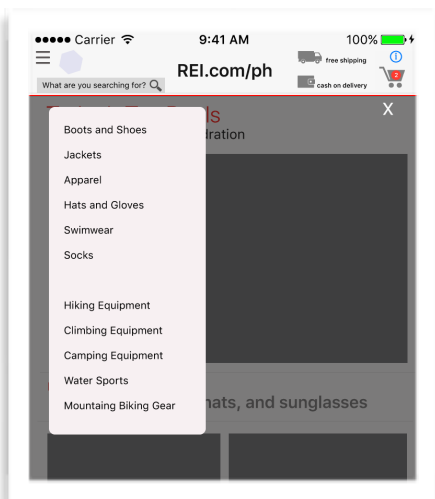 Carrier 9:41 AM 100%
free shipping
REI.com/ph
What are you searching for?
cash on delivery
2
X
Boots and Shoes
Jackets
Apparel
Hats and Gloves
Swimwear
Socks
Hiking Equipment
Climbing Equipment
Camping Equipment
Water Sports
Mountaing Biking Gear
hats, and sunglasses